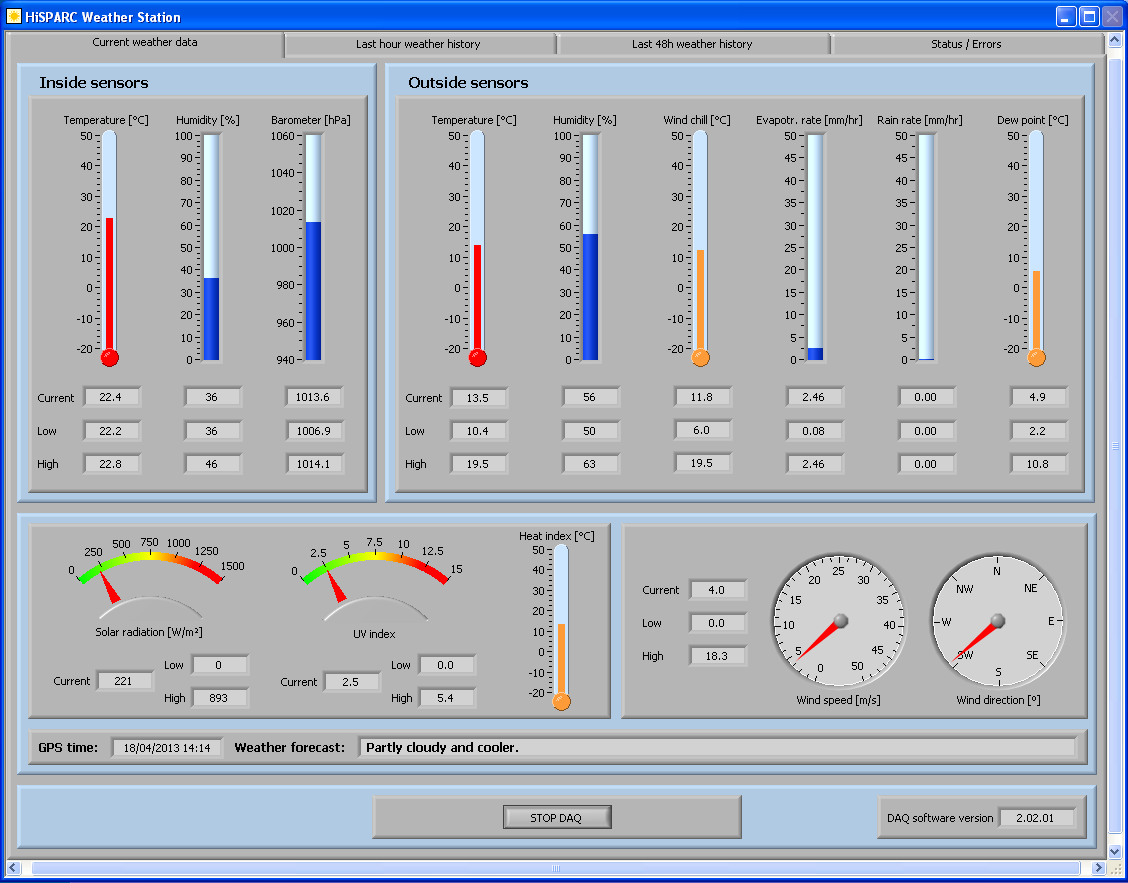 HiSPARC Weather Station
Current weather data Last hour weather history Last 48h weather history Status / Errors
Inside sensors
Temperature [°C] Humidity [%] Barometer [hPa]
50 100 1060
40 90 1040
30 80 1020
20 70 1000
10 60 980
0 50 960
-10 40 940
-20 30
20
10
0
Current 22.4 36 1013.6
Low 22.2 36 1006.9
High 22.8 46 1014.1
Outside sensors
Temperature [°C] Humidity [%] Wind chill [°C] Evapotr. rate [mm/hr] Rain rate [mm/hr] Dew point [°C]
50 100 50 50 50 50
40 90 40 45 45 40
30 80 30 40 40 30
20 70 20 35 35 20
10 60 10 30 30 10
0 50 0 25 25 0
-10 40 -10 20 20 -10
-20 30 -20 15 15 -20
20 10 10
10 5 5
0 0 0
Current 13.5 56 11.8 2.46 0.00 4.9
Low 10.4 50 6.0 0.08 0.00 2.2
High 19.5 63 19.5 2.46 0.00 10.8
0 250 500 750 1000 1250 1500
Solar radiation [W/m²]
Current 221
Low 0
High 893
0 2.5 5 7.5 10 12.5 15
UV index
Current 2.5
Low 0.0
High 5.4
Heat index [°C]
50
40
30
20
10
0
-10
-20
Current 4.0
Low 0.0
High 18.3
0 5 10 15 20 25 30 35 40 45 50
Wind speed [m/s]
N NE E SE S SW W NW
Wind direction [º]
GPS time: 18/04/2013 14:14 Weather forecast: Partly cloudy and cooler.
STOP DAQ
DAQ software version 2.02.01